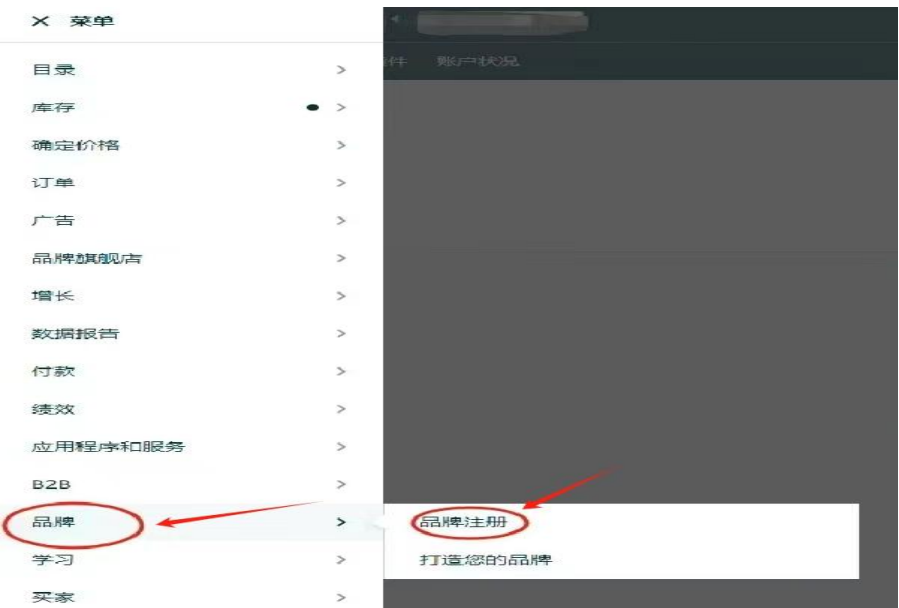 × 菜单
件 账户状况
目录
库存
确定价格
订单
广告
品牌旗舰店
增长
数据报告
付款
绩效
应用程序和服务
B2B
品牌
品牌注册
学习
打造您的品牌
买家